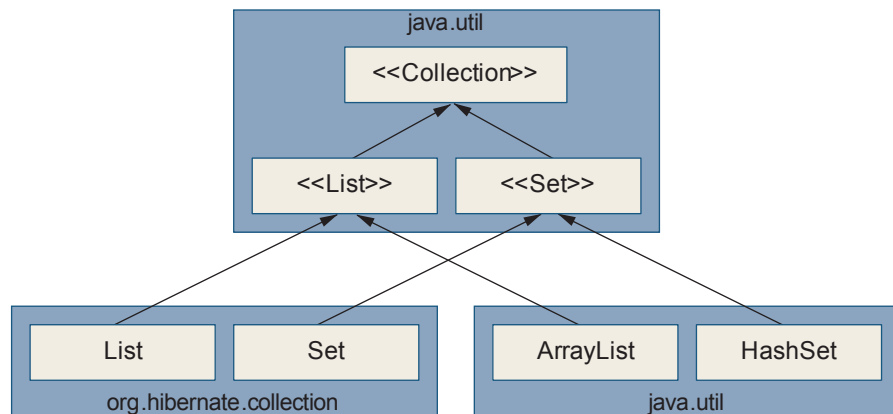 java.util
<<Collection>>
<<List>>
<<Set>>
List
Set
org.hibernate.collection
ArrayList
HashSet
java.util